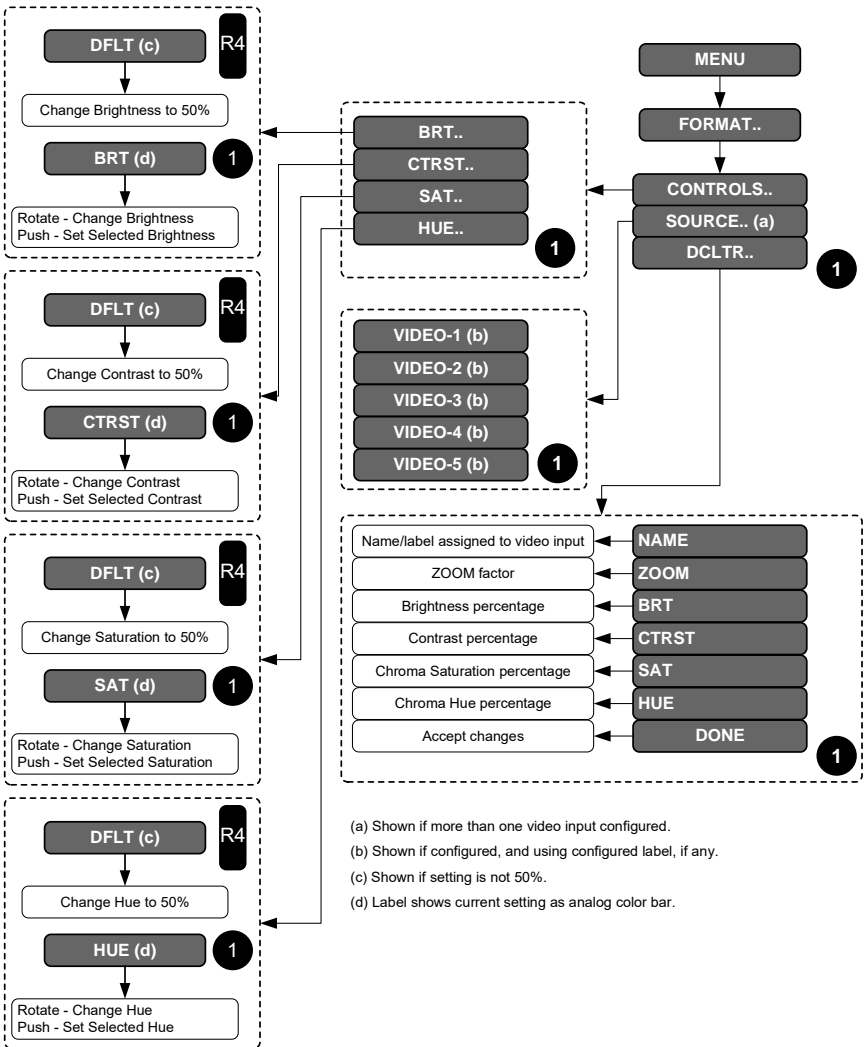 DFLT (c)
R4
Change Brightness to 50%
BRT (d)
1
Rotate - Change Brightness
Push - Set Selected Brightness
DFLT (c)
R4
Change Contrast to 50%
CTRST (d)
1
Rotate - Change Contrast
Push - Set Selected Contrast
DFLT (c)
R4
Change Saturation to 50%
SAT (d)
1
Rotate - Change Saturation
Push - Set Selected Saturation
DFLT (c)
R4
Change Hue to 50%
HUE (d)
1
Rotate - Change Hue
Push - Set Selected Hue
BRT..
CTRST..
SAT..
HUE..
1
MENU
FORMAT..
CONTROLS..
SOURCE.. (a)
DCLTR..
1
VIDEO-1 (b)
VIDEO-2 (b)
VIDEO-3 (b)
VIDEO-4 (b)
VIDEO-5 (b)
1
Name/label assigned to video input
NAME
ZOOM factor
ZOOM
Brightness percentage
BRT
Contrast percentage
CTRST
Chroma Saturation percentage
SAT
Chroma Hue percentage
HUE
Accept changes
DONE
1
(a) Shown if more than one video input configured.
(b) Shown if configured, and using configured label, if any.
(c) Shown if setting is not 50%.
(d) Label shows current setting as analog color bar.